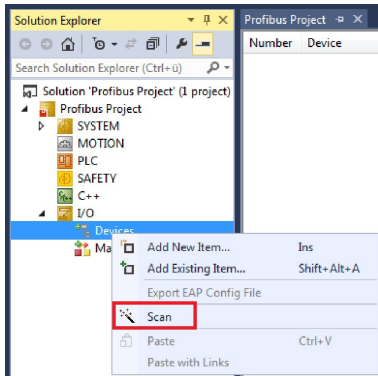 Solution Explorer
Profibus Project
Number Device
Search Solution Explorer (Ctrl+ü)
Solution 'Profibus Project' (1 project)
Profibus Project
SYSTEM
MOTION
PLC
SAFETY
C++
I/O
Devices
Ma
Add New Item... Ins
Add Existing Item... Shift+Alt+A
Export EAP Config File
Scan
Paste Ctrl+V
Paste with Links